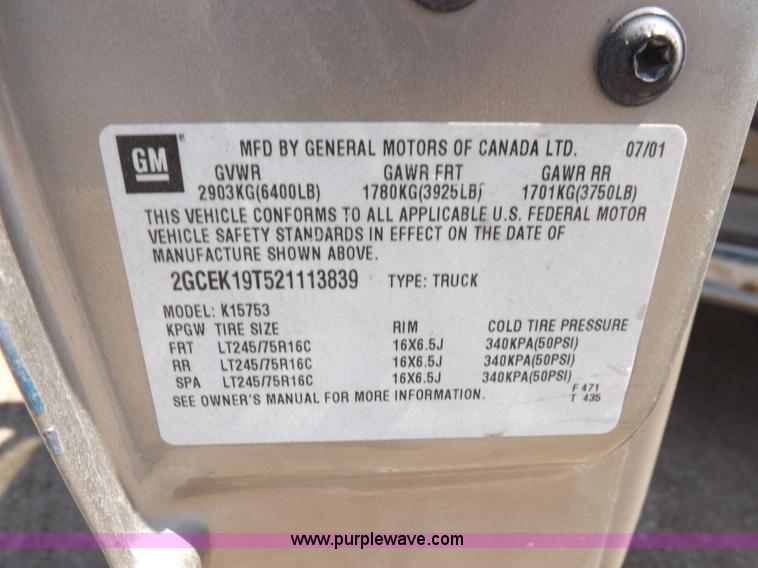 GM ® MFD BY GENERAL MOTORS OF CANADA LTD. 07/01
GVWR GAWR FRT GAWR RR
2903KG(6400LB) 1780KG(3925LB) 1701KG(3750LB)
THIS VEHICLE CONFORMS TO ALL APPLICABLE U.S. FEDERAL MOTOR
VEHICLE SAFETY STANDARDS IN EFFECT ON THE DATE OF
MANUFACTURE SHOWN ABOVE.
2GCEK19T521113839 TYPE: TRUCK
MODEL: K15753
KPGW TIRE SIZE RIM COLD TIRE PRESSURE
FRT LT245/75R16C 16X6.5J 340KPA(50PSI)
RR LT245/75R16C 16X6.5J 340KPA(50PSI)
SPA LT245/75R16C 16X6.5J 340KPA(50PSI)
SEE OWNER'S MANUAL FOR MORE INFORMATION. F 471
T 435
www.purplewave.com